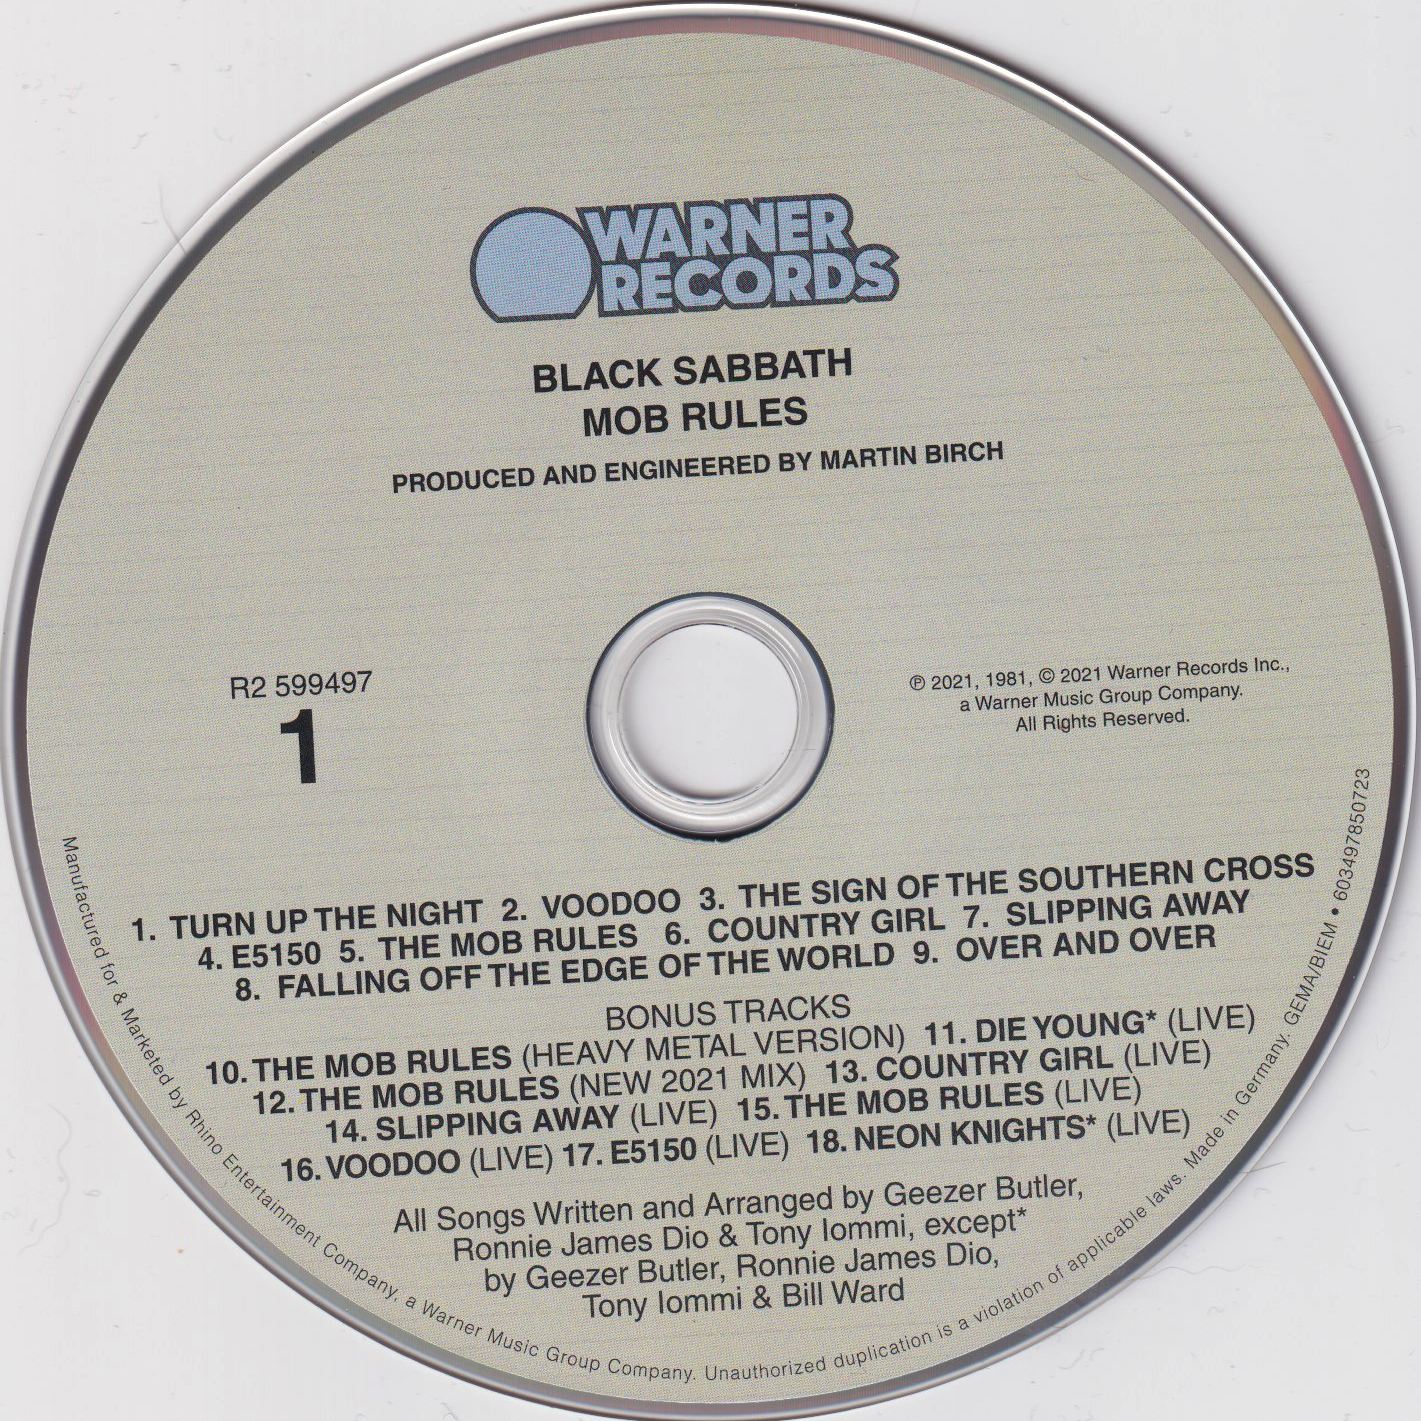 WARNER
RECORDS
BLACK SABBATH
MOB RULES
PRODUCED AND ENGINEERED BY MARTIN BIRCH
R2 599497
1
℗ 2021, 1981, © 2021 Warner Records Inc.,
a Warner Music Group Company.
All Rights Reserved.
1. TURN UP THE NIGHT 2. VOODOO 3. THE SIGN OF THE SOUTHERN CROSS
4. E5150 5. THE MOB RULES 6. COUNTRY GIRL 7. SLIPPING AWAY
8. FALLING OFF THE EDGE OF THE WORLD 9. OVER AND OVER
BONUS TRACKS
10. THE MOB RULES (HEAVY METAL VERSION) 11. DIE YOUNG* (LIVE)
12. THE MOB RULES (NEW 2021 MIX) 13. COUNTRY GIRL (LIVE)
14. SLIPPING AWAY (LIVE) 15. THE MOB RULES (LIVE)
16. VOODOO (LIVE) 17. E5150 (LIVE) 18. NEON KNIGHTS* (LIVE)
All Songs Written and Arranged by Geezer Butler,
Ronnie James Dio & Tony Iommi, except*
by Geezer Butler, Ronnie James Dio,
Tony Iommi & Bill Ward
Manufactured for & Marketed by Rhino Entertainment Company, a Warner Music Group Company. Unauthorized duplication is a violation of applicable laws. Made in Germany. GEMA/BIEM • 603497850723